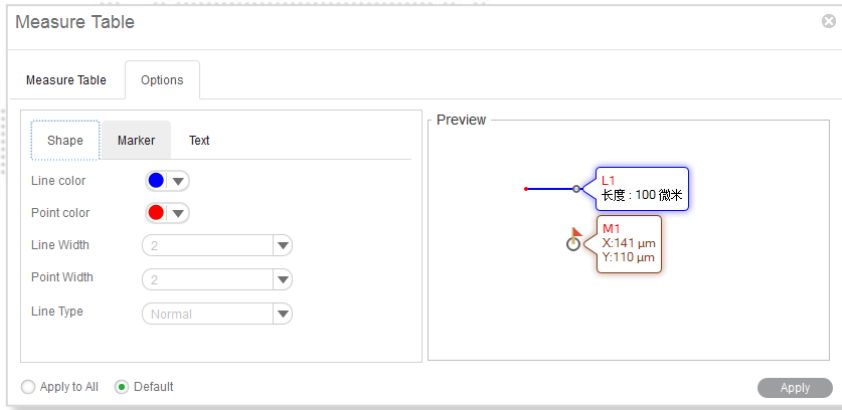 Measure Table
Measure Table
Options
Shape
Marker
Text
Line color
Point color
Line Width
2
Point Width
2
Line Type
Normal
Preview
L1
长度 : 100 微米
M1
X:141 µm
Y:110 µm
Apply to All
Default
Apply